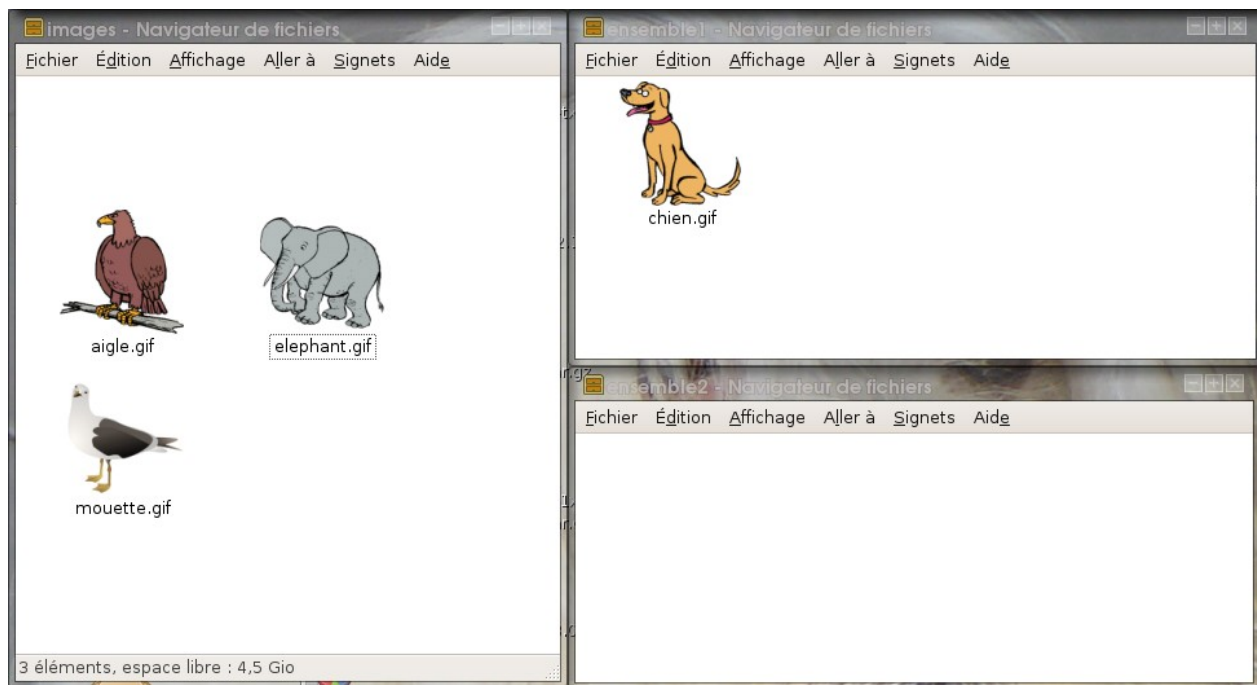 images - Navigateur de fichiers
Fichier Édition Affichage Aller à Signets Aide
aigle.gif
elephant.gif
mouette.gif
3 éléments, espace libre : 4,5 Gio
ensemble1 - Navigateur de fichiers
Fichier Édition Affichage Aller à Signets Aide
chien.gif
ensemble2 - Navigateur de fichiers
Fichier Édition Affichage Aller à Signets Aide